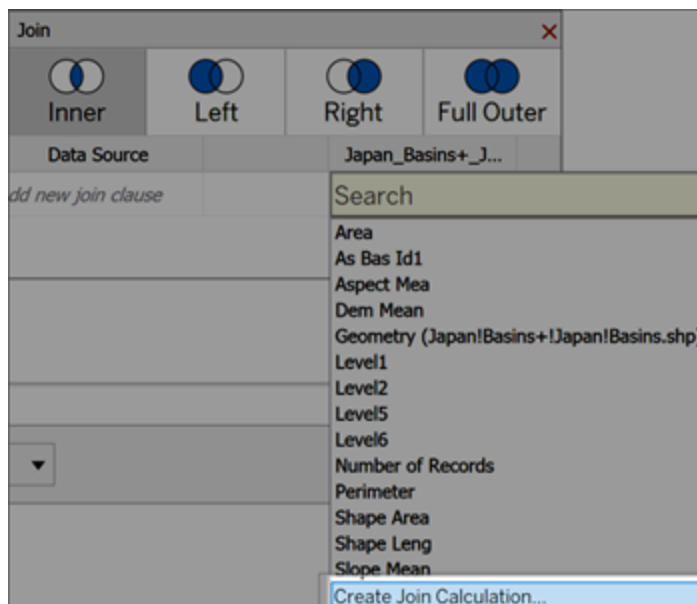 Join
Inner Left Right Full Outer
Data Source Japan_Basins+_J...
dd new join clause
Search
Area
As Bas Id1
Aspect Mea
Dem Mean
Geometry (Japan!Basins+!Japan!Basins.shp)
Level1
Level2
Level5
Level6
Number of Records
Perimeter
Shape Area
Shape Leng
Slope Mean
Create Join Calculation...